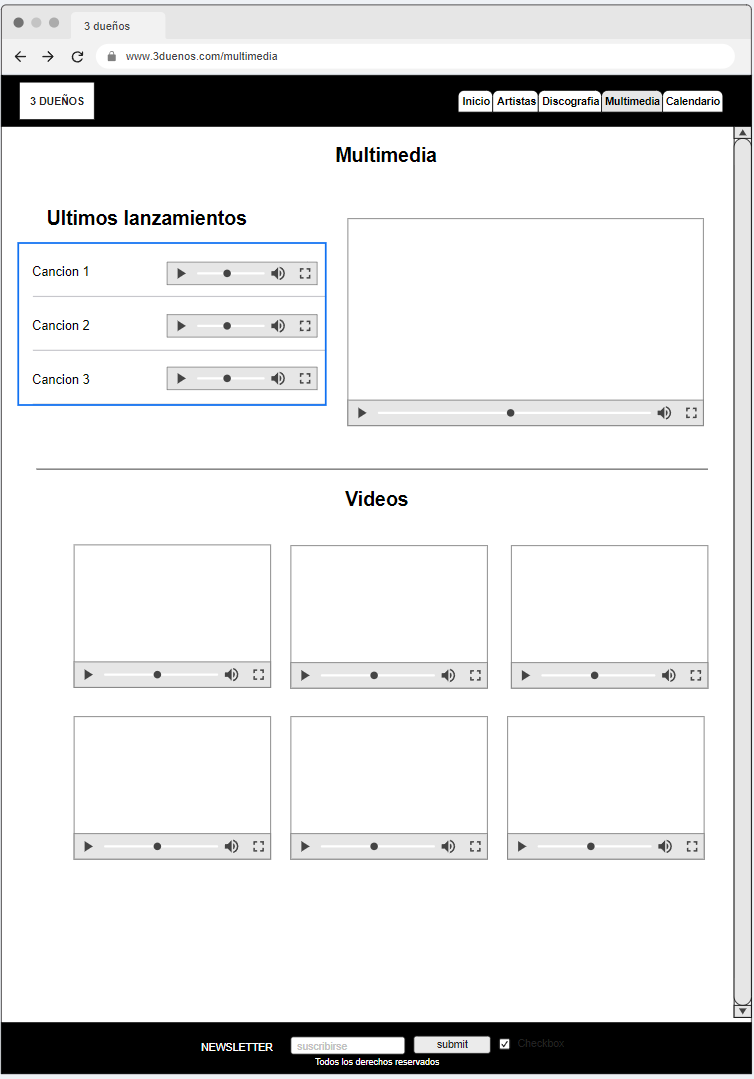 3 dueños
www.3duenos.com/multimedia
3 DUEÑOS
Inicio Artistas Discografia Multimedia Calendario
Multimedia
Ultimos lanzamientos
Cancion 1
Cancion 2
Cancion 3
Videos
NEWSLETTER suscribirse submit Checkbox
Todos los derechos reservados